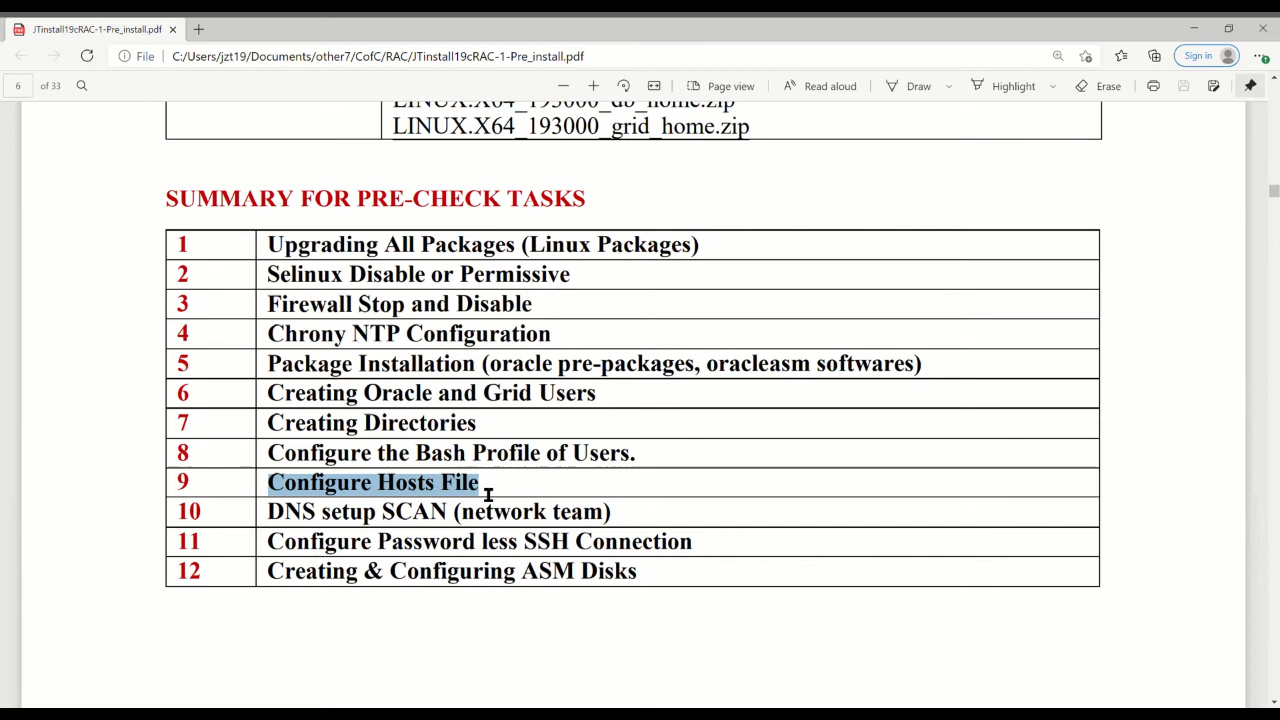 JTinstall19cRAC-1-Pre_install.pdf
File C:/Users/jzt19/Documents/other7/CofC/RAC/JTinstall19cRAC-1-Pre_install.pdf Sign in
6 of 33 Page view Read aloud Draw Highlight Erase
LINUX.X64_193000_db_home.zip
LINUX.X64_193000_grid_home.zip
SUMMARY FOR PRE-CHECK TASKS
1 Upgrading All Packages (Linux Packages)
2 Selinux Disable or Permissive
3 Firewall Stop and Disable
4 Chrony NTP Configuration
5 Package Installation (oracle pre-packages, oracleasm softwares)
6 Creating Oracle and Grid Users
7 Creating Directories
8 Configure the Bash Profile of Users.
9 Configure Hosts File
10 DNS setup SCAN (network team)
11 Configure Password less SSH Connection
12 Creating & Configuring ASM Disks